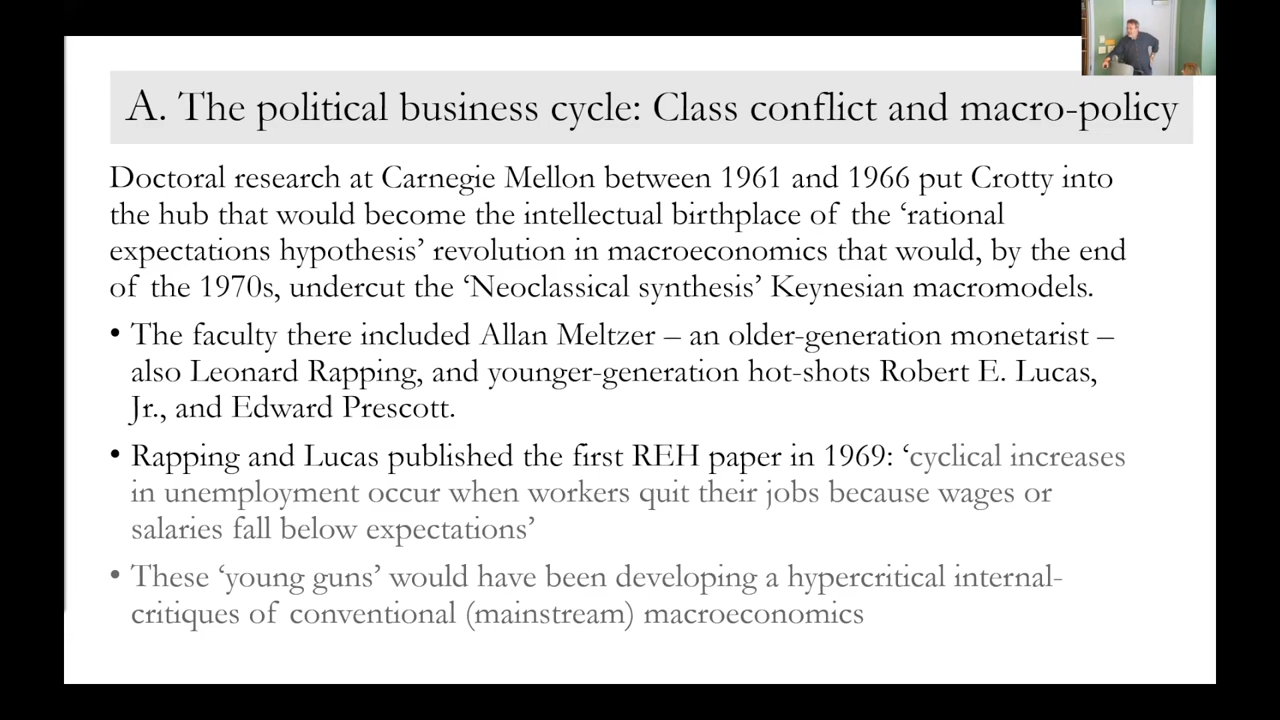 A. The political business cycle: Class conflict and macro-policy
Doctoral research at Carnegie Mellon between 1961 and 1966 put Crotty into
the hub that would become the intellectual birthplace of the ‘rational
expectations hypothesis’ revolution in macroeconomics that would, by the end
of the 1970s, undercut the ‘Neoclassical synthesis’ Keynesian macromodels.
• The faculty there included Allan Meltzer – an older-generation monetarist –
also Leonard Rapping, and younger-generation hot-shots Robert E. Lucas,
Jr., and Edward Prescott.
• Rapping and Lucas published the first REH paper in 1969: ‘cyclical increases
in unemployment occur when workers quit their jobs because wages or
salaries fall below expectations’
• These ‘young guns’ would have been developing a hypercritical internal-
critiques of conventional (mainstream) macroeconomics